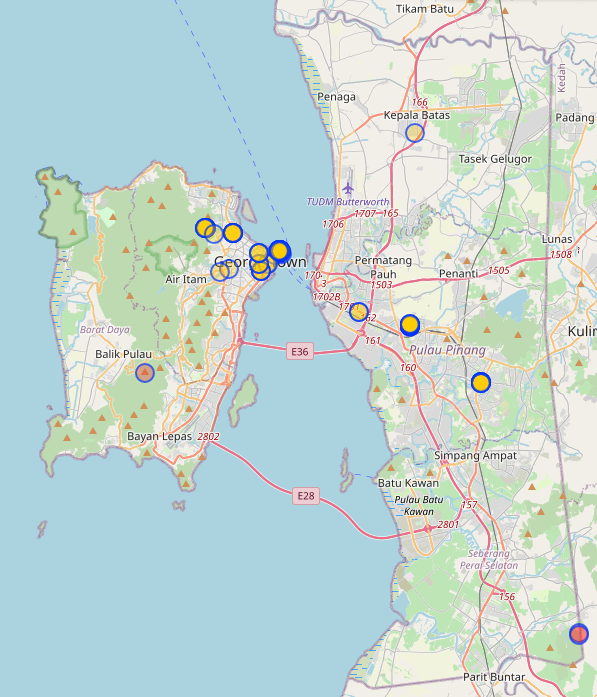 Tikam Batu
Kedah
Penaga
166
Kepala Batas
Padang
Tasek Gelugor
TUDM Butterworth
1707
165
1706
Lunas
1508
Permatang
Pauh
Penanti
1505
1503
George Town
Air Itam
170-
3
1702B
Barat Daya
Balik Pulau
E36
161
62
Pulau Pinang
160
Kulim
Bayan Lepas
2802
Simpang Ampat
Batu Kawan
Pulau Batu
Kawan
E28
157
2801
Seberang
Perai Selatan
156
Parit Buntar